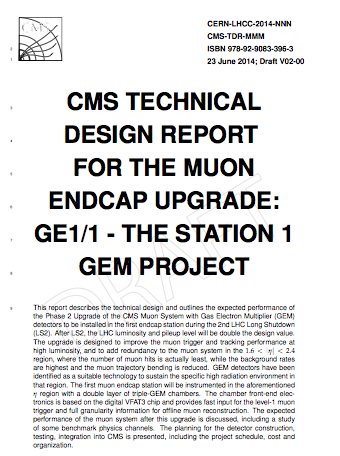 CMS
CERN-LHCC-2014-NNN
CMS-TDR-MMM
ISBN 978-92-9083-396-3
23 June 2014; Draft V02-00
CMS TECHNICAL
DESIGN REPORT
FOR THE MUON
ENDCAP UPGRADE:
GE1/1 - THE STATION 1
GEM PROJECT
DRAFT
This report describes the technical design and outlines the expected performance of
the Phase 2 Upgrade of the CMS Muon System with Gas Electron Multiplier (GEM)
detectors to be installed in the first endcap station during the 2nd LHC Long Shutdown
(LS2). After LS2, the LHC luminosity and pileup level will be double the design value.
The upgrade is designed to improve the muon trigger and tracking performance at
high luminosity, and to add redundancy to the muon system in the 1.6 < |η| < 2.4
region, where the number of muon hits is actually least, while the background rates
are highest and the muon trajectory bending is reduced. GEM detectors have been
identified as a suitable technology to sustain the specific high radiation environment in
that region. The first muon endcap station will be instrumented in the aforementioned
η region with a double layer of triple-GEM chambers. The chamber front-end elec-
tronics is based on the digital VFAT3 chip and provides fast input for the level-1 muon
trigger and full granularity information for offline muon reconstruction. The expected
performance of the muon system after this upgrade is discussed, including a study
of some benchmark physics channels. The planning for the detector construction,
testing, integration into CMS is presented, including the project schedule, cost and
organization.